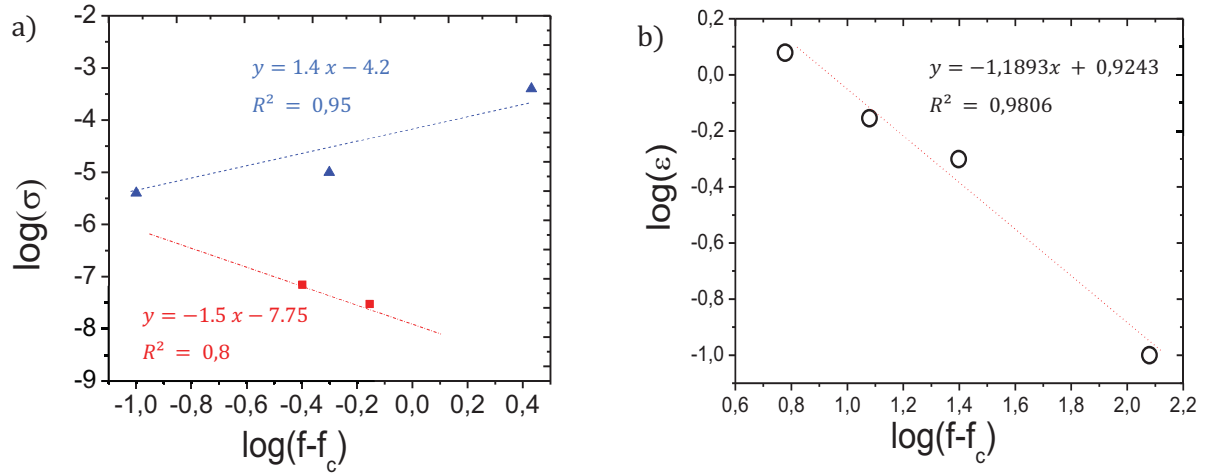 a)
-2
-3
-4
-5
-6
-7
-8
-9
log(σ)
y = 1.4 x − 4.2
R² = 0,95
y = −1.5 x − 7.75
R² = 0,8
-1,0 -0,8 -0,6 -0,4 -0,2 0,0 0,2 0,4
log(f-f_c)
b)
0,2
0,0
-0,2
-0,4
-0,6
-0,8
-1,0
log(ε)
y = −1,1893x + 0,9243
R² = 0,9806
0,6 0,8 1,0 1,2 1,4 1,6 1,8 2,0 2,2
log(f-f_c)